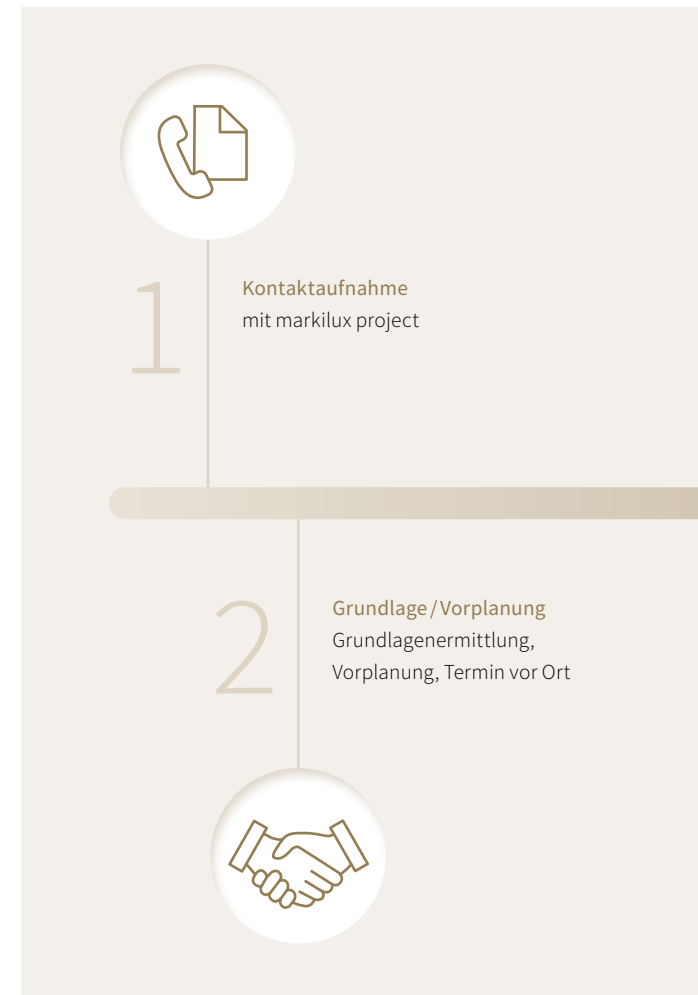 1
Kontaktaufnahme
mit markilux project
2
Grundlage / Vorplanung
Grundlagenermittlung,
Vorplanung, Termin vor Ort